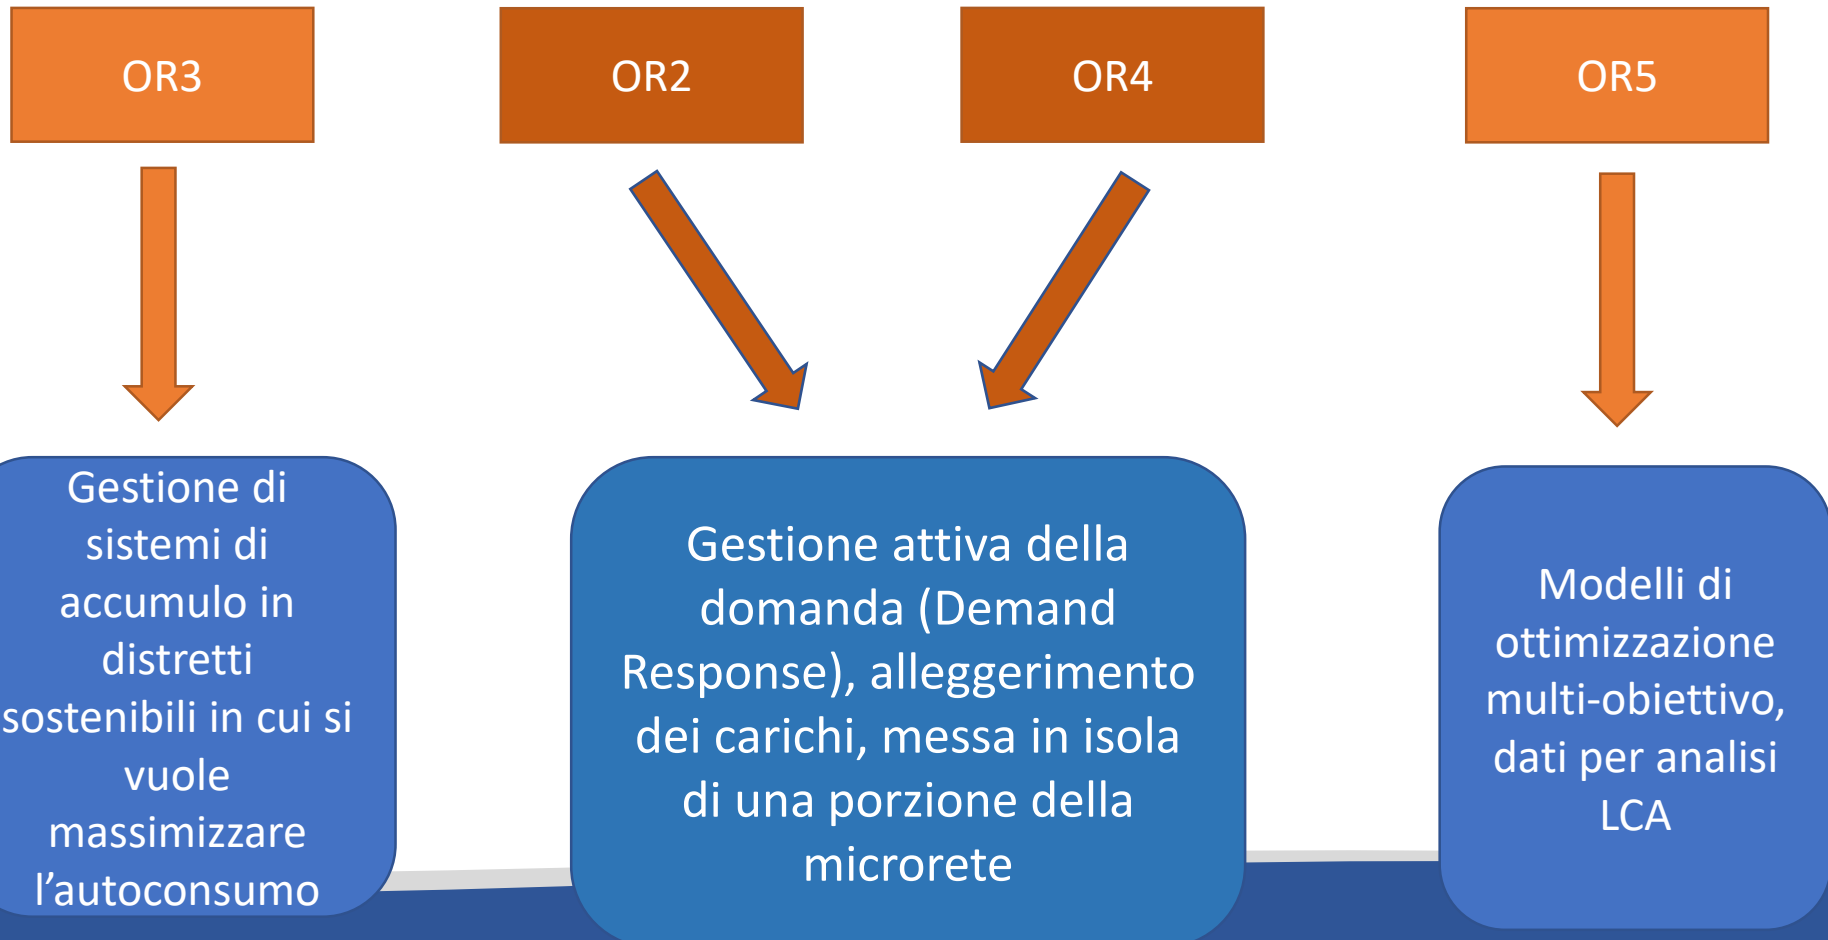 OR3
OR2
OR4
OR5
Gestione di
sistemi di
accumulo in
distretti
sostenibili in cui si
vuole
massimizzare
l’autoconsumo
Gestione attiva della
domanda (Demand
Response), alleggerimento
dei carichi, messa in isola
di una porzione della
microrete
Modelli di
ottimizzazione
multi-obiettivo,
dati per analisi
LCA